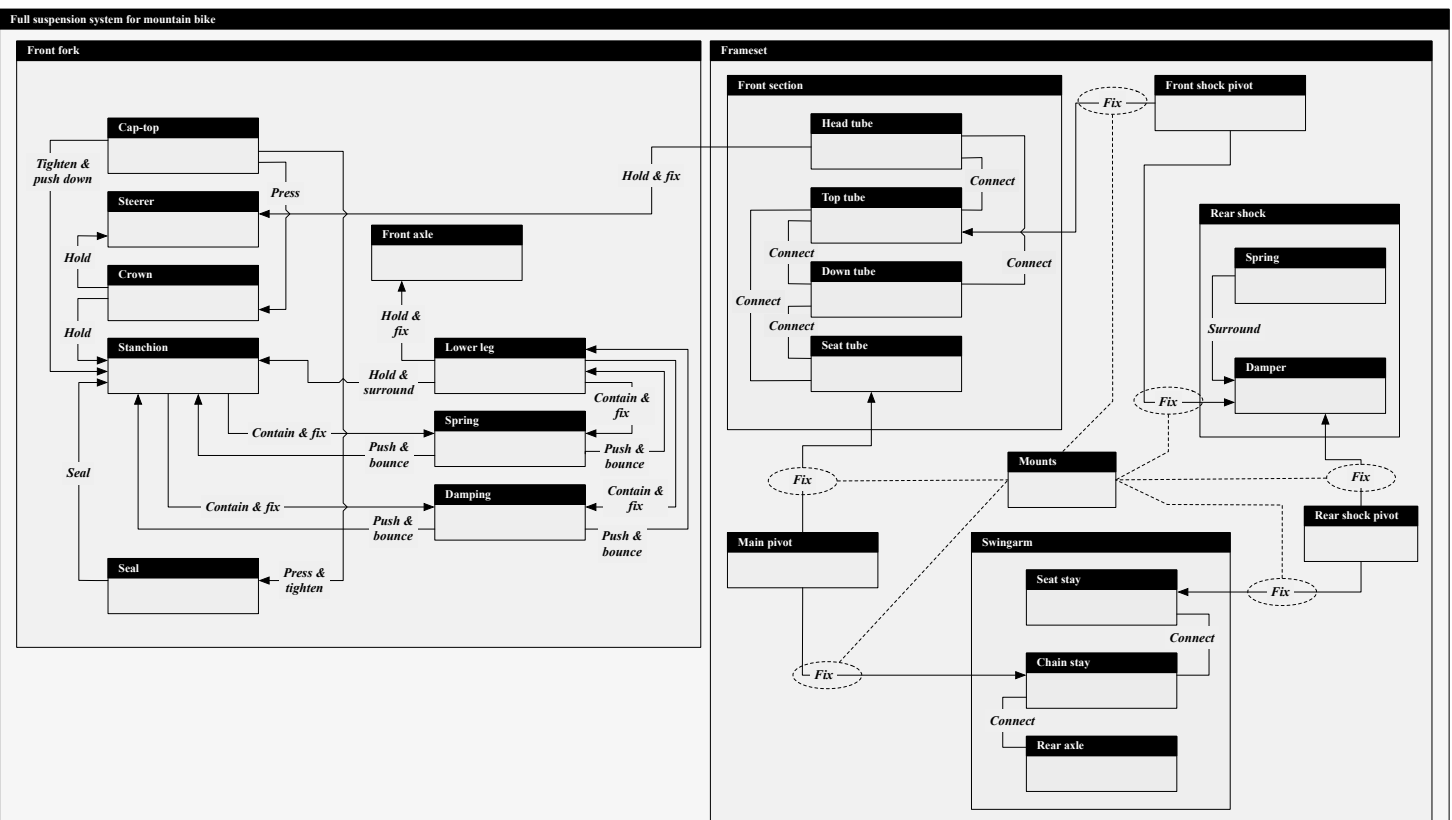 Full suspension system for mountain bike
Front fork
Cap-top
Tighten &
push down
Press
Steerer
Hold
Crown
Hold
Stanchion
Front axle
Hold &
fix
Lower leg
Hold &
surround
Contain &
fix
Contain & fix
Spring
Push &
bounce
Push &
bounce
Seal
Contain & fix
Damping
Contain &
fix
Push &
bounce
Push &
bounce
Seal
Press &
tighten
Hold & fix
Frameset
Front section
Head tube
Connect
Top tube
Connect
Connect
Down tube
Connect
Connect
Seat tube
Fix
Front shock pivot
Rear shock
Spring
Surround
Damper
Fix
Mounts
Fix
Fix
Rear shock pivot
Main pivot
Swingarm
Seat stay
Fix
Connect
Chain stay
Fix
Connect
Rear axle